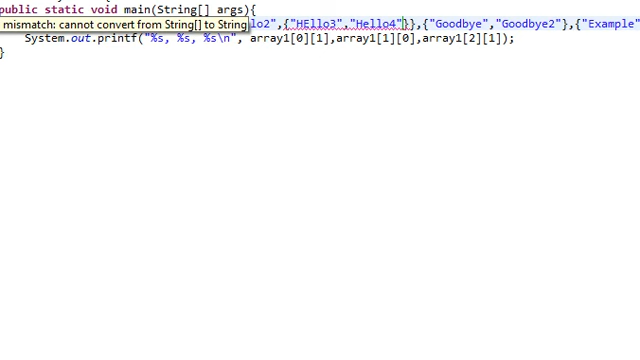 public static void main(String[] args){
mismatch: cannot convert from String[] to String lo2",{"HEllo3","Hello4"}},{"Goodbye","Goodbye2"},{"Example"
System.out.printf("%s, %s, %s\n", array1[0][1],array1[1][0],array1[2][1]);
}